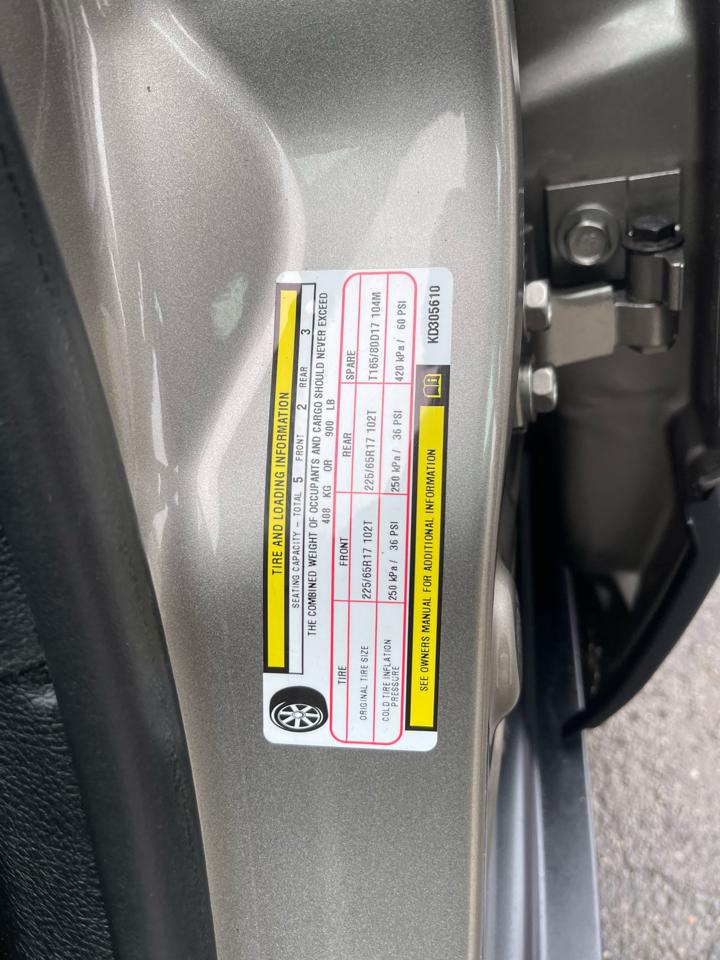 TIRE AND LOADING INFORMATION
SEATING CAPACITY - TOTAL 5 FRONT 2 REAR 3
THE COMBINED WEIGHT OF OCCUPANTS AND CARGO SHOULD NEVER EXCEED
408 KG OR 900 LB
TIRE FRONT REAR SPARE
ORIGINAL TIRE SIZE 225/65R17 102T 225/65R17 102T T165/80D17 104M
COLD TIRE INFLATION
PRESSURE 250 kPa / 36 PSI 250 kPa / 36 PSI 420 kPa / 60 PSI
SEE OWNERS MANUAL FOR ADDITIONAL INFORMATION
KD305610